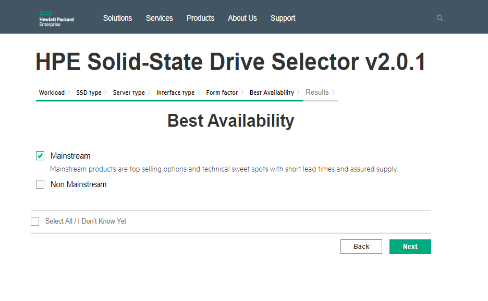 Hewlett Packard
Enterprise
Solutions Services Products About Us Support
HPE Solid-State Drive Selector v2.0.1
Workload > SSD type > Server type > Interface type > Form factor > Best Availability > Results >
Best Availability
Mainstream
Mainstream products are top selling options and technical sweet spots with short lead times and assured supply.
Non Mainstream
Select All / I Don't Know Yet
Back Next